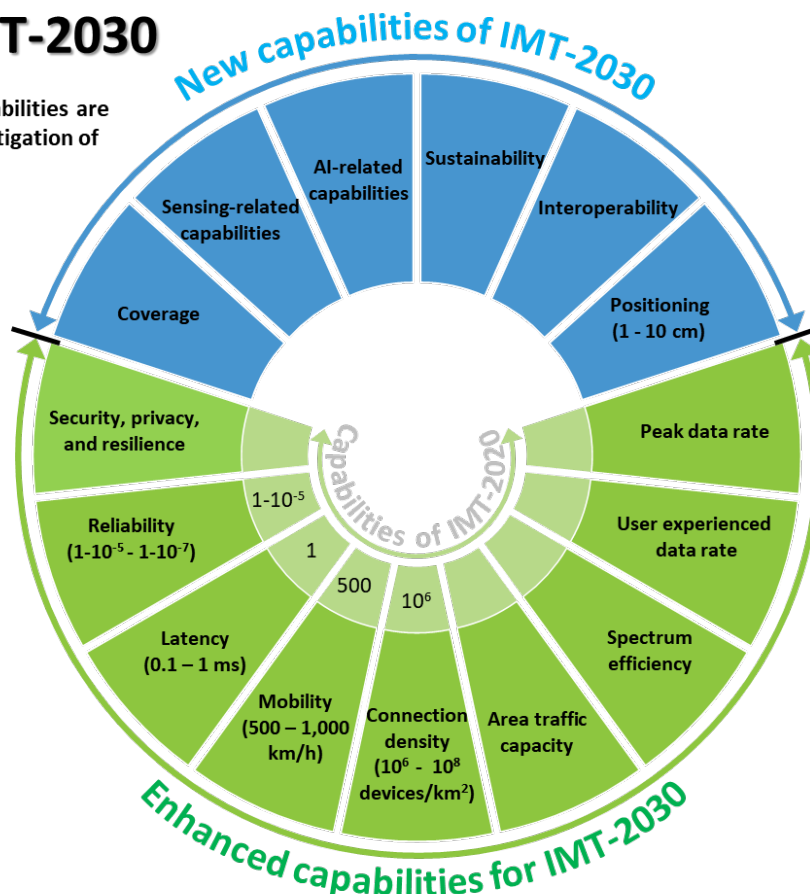 T-2030
bilities are
tigation of
New capabilities of IMT-2030
Coverage
Sensing-related
capabilities
AI-related
capabilities
Sustainability
Interoperability
Positioning
(1 - 10 cm)
Security, privacy,
and resilience
Reliability
(1-10⁻⁵ - 1-10⁻⁷)
Latency
(0.1 – 1 ms)
Mobility
(500 – 1,000
km/h)
Connection
density
(10⁶ - 10⁸
devices/km²)
Area traffic
capacity
Spectrum
efficiency
User experienced
data rate
Peak data rate
1-10⁻⁵
1
500
10⁶
Capabilities of IMT-2020
Enhanced capabilities for IMT-2030